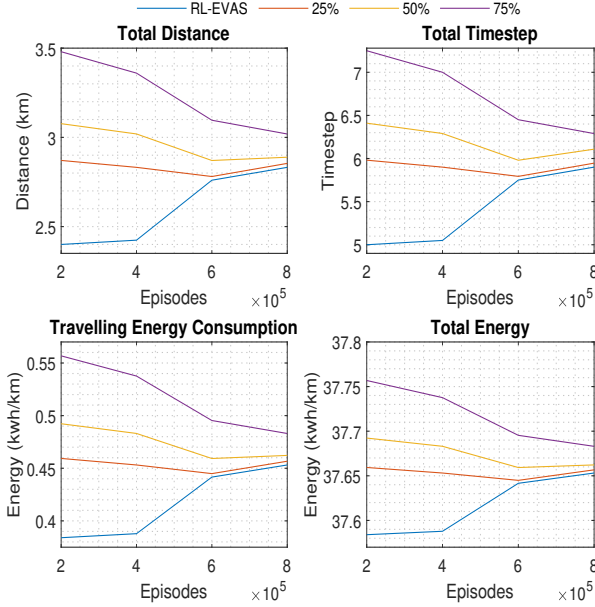 RL-EVAS 25% 50% 75%
Total Distance
3.5
3
2.5
Distance (km)
2 4 6 8
Episodes ×10^5
Total Timestep
7
6.5
6
5.5
5
Timestep
2 4 6 8
Episodes ×10^5
Travelling Energy Consumption
0.55
0.5
0.45
0.4
Energy (kwh/km)
2 4 6 8
Episodes ×10^5
Total Energy
37.8
37.75
37.7
37.65
37.6
Energy (kwh/km)
2 4 6 8
Episodes ×10^5